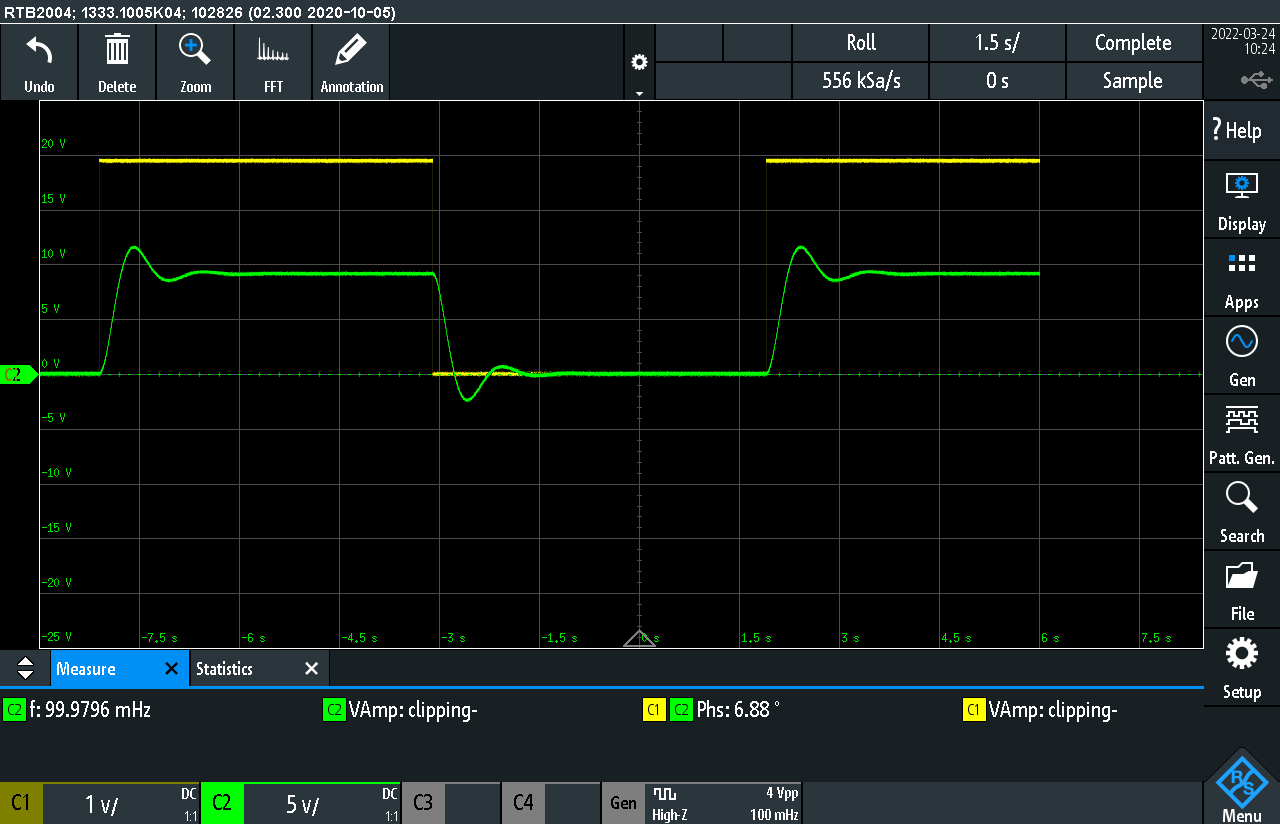 RTB2004; 1333.1005K04; 102826 (02.300 2020-10-05)
Undo
Delete
Zoom
FFT
Annotation
Roll
1.5 s/
Complete
556 kSa/s
0 s
Sample
2022-03-24
10:24
? Help
Display
Apps
Gen
Patt. Gen.
Search
File
Setup
Menu
20 V
15 V
10 V
5 V
0 V
C2
-5 V
-10 V
-15 V
-20 V
-25 V
-7.5 s
-6 s
-4.5 s
-3 s
-1.5 s
0 s
1.5 s
3 s
4.5 s
6 s
7.5 s
Measure
Statistics
C2 f: 99.9796 mHz
C2 VAmp: clipping-
C1 C2 Phs: 6.88 °
C1 VAmp: clipping-
C1 1 V/ DC 1:1
C2 5 V/ DC 1:1
C3
C4
Gen High-Z 4 Vpp 100 mHz
R&S